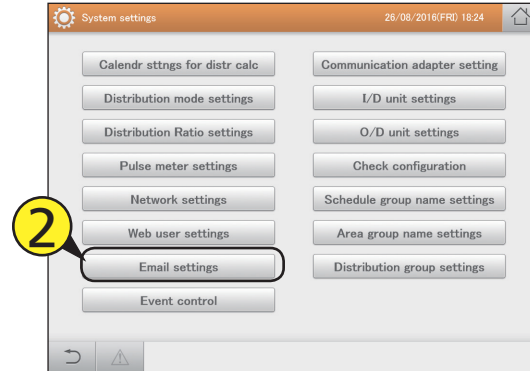 System settings
26/08/2016(FRI) 18:24
Calendr sttngs for distr calc
Communication adapter setting
Distribution mode settings
I/D unit settings
Distribution Ratio settings
O/D unit settings
Pulse meter settings
Check configuration
Network settings
Schedule group name settings
2
Web user settings
Area group name settings
Email settings
Distribution group settings
Event control